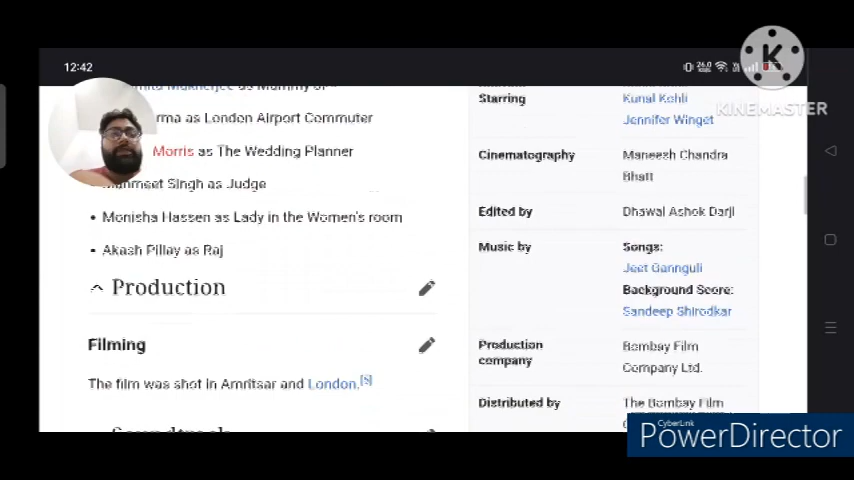 12:42
KINEMASTER
as London Airport Commuter
Morris as The Wedding Planner
Manmeet Singh as Judge
• Monisha Hassen as Lady in the Women's room
• Akash Pillay as Raj
Production
Filming
The film was shot in Amritsar and London.[5]
Soundtrack
Starring
Kunal Kohli
Jennifer Winget
Cinematography
Maneesh Chandra
Bhatt
Edited by
Dhawal Ashok Darji
Music by
Songs:
Jeet Gannguli
Background Score:
Sandeep Shirodkar
Production
company
Bombay Film
Company Ltd.
Distributed by
The Bombay Film
CyberLink
PowerDirector